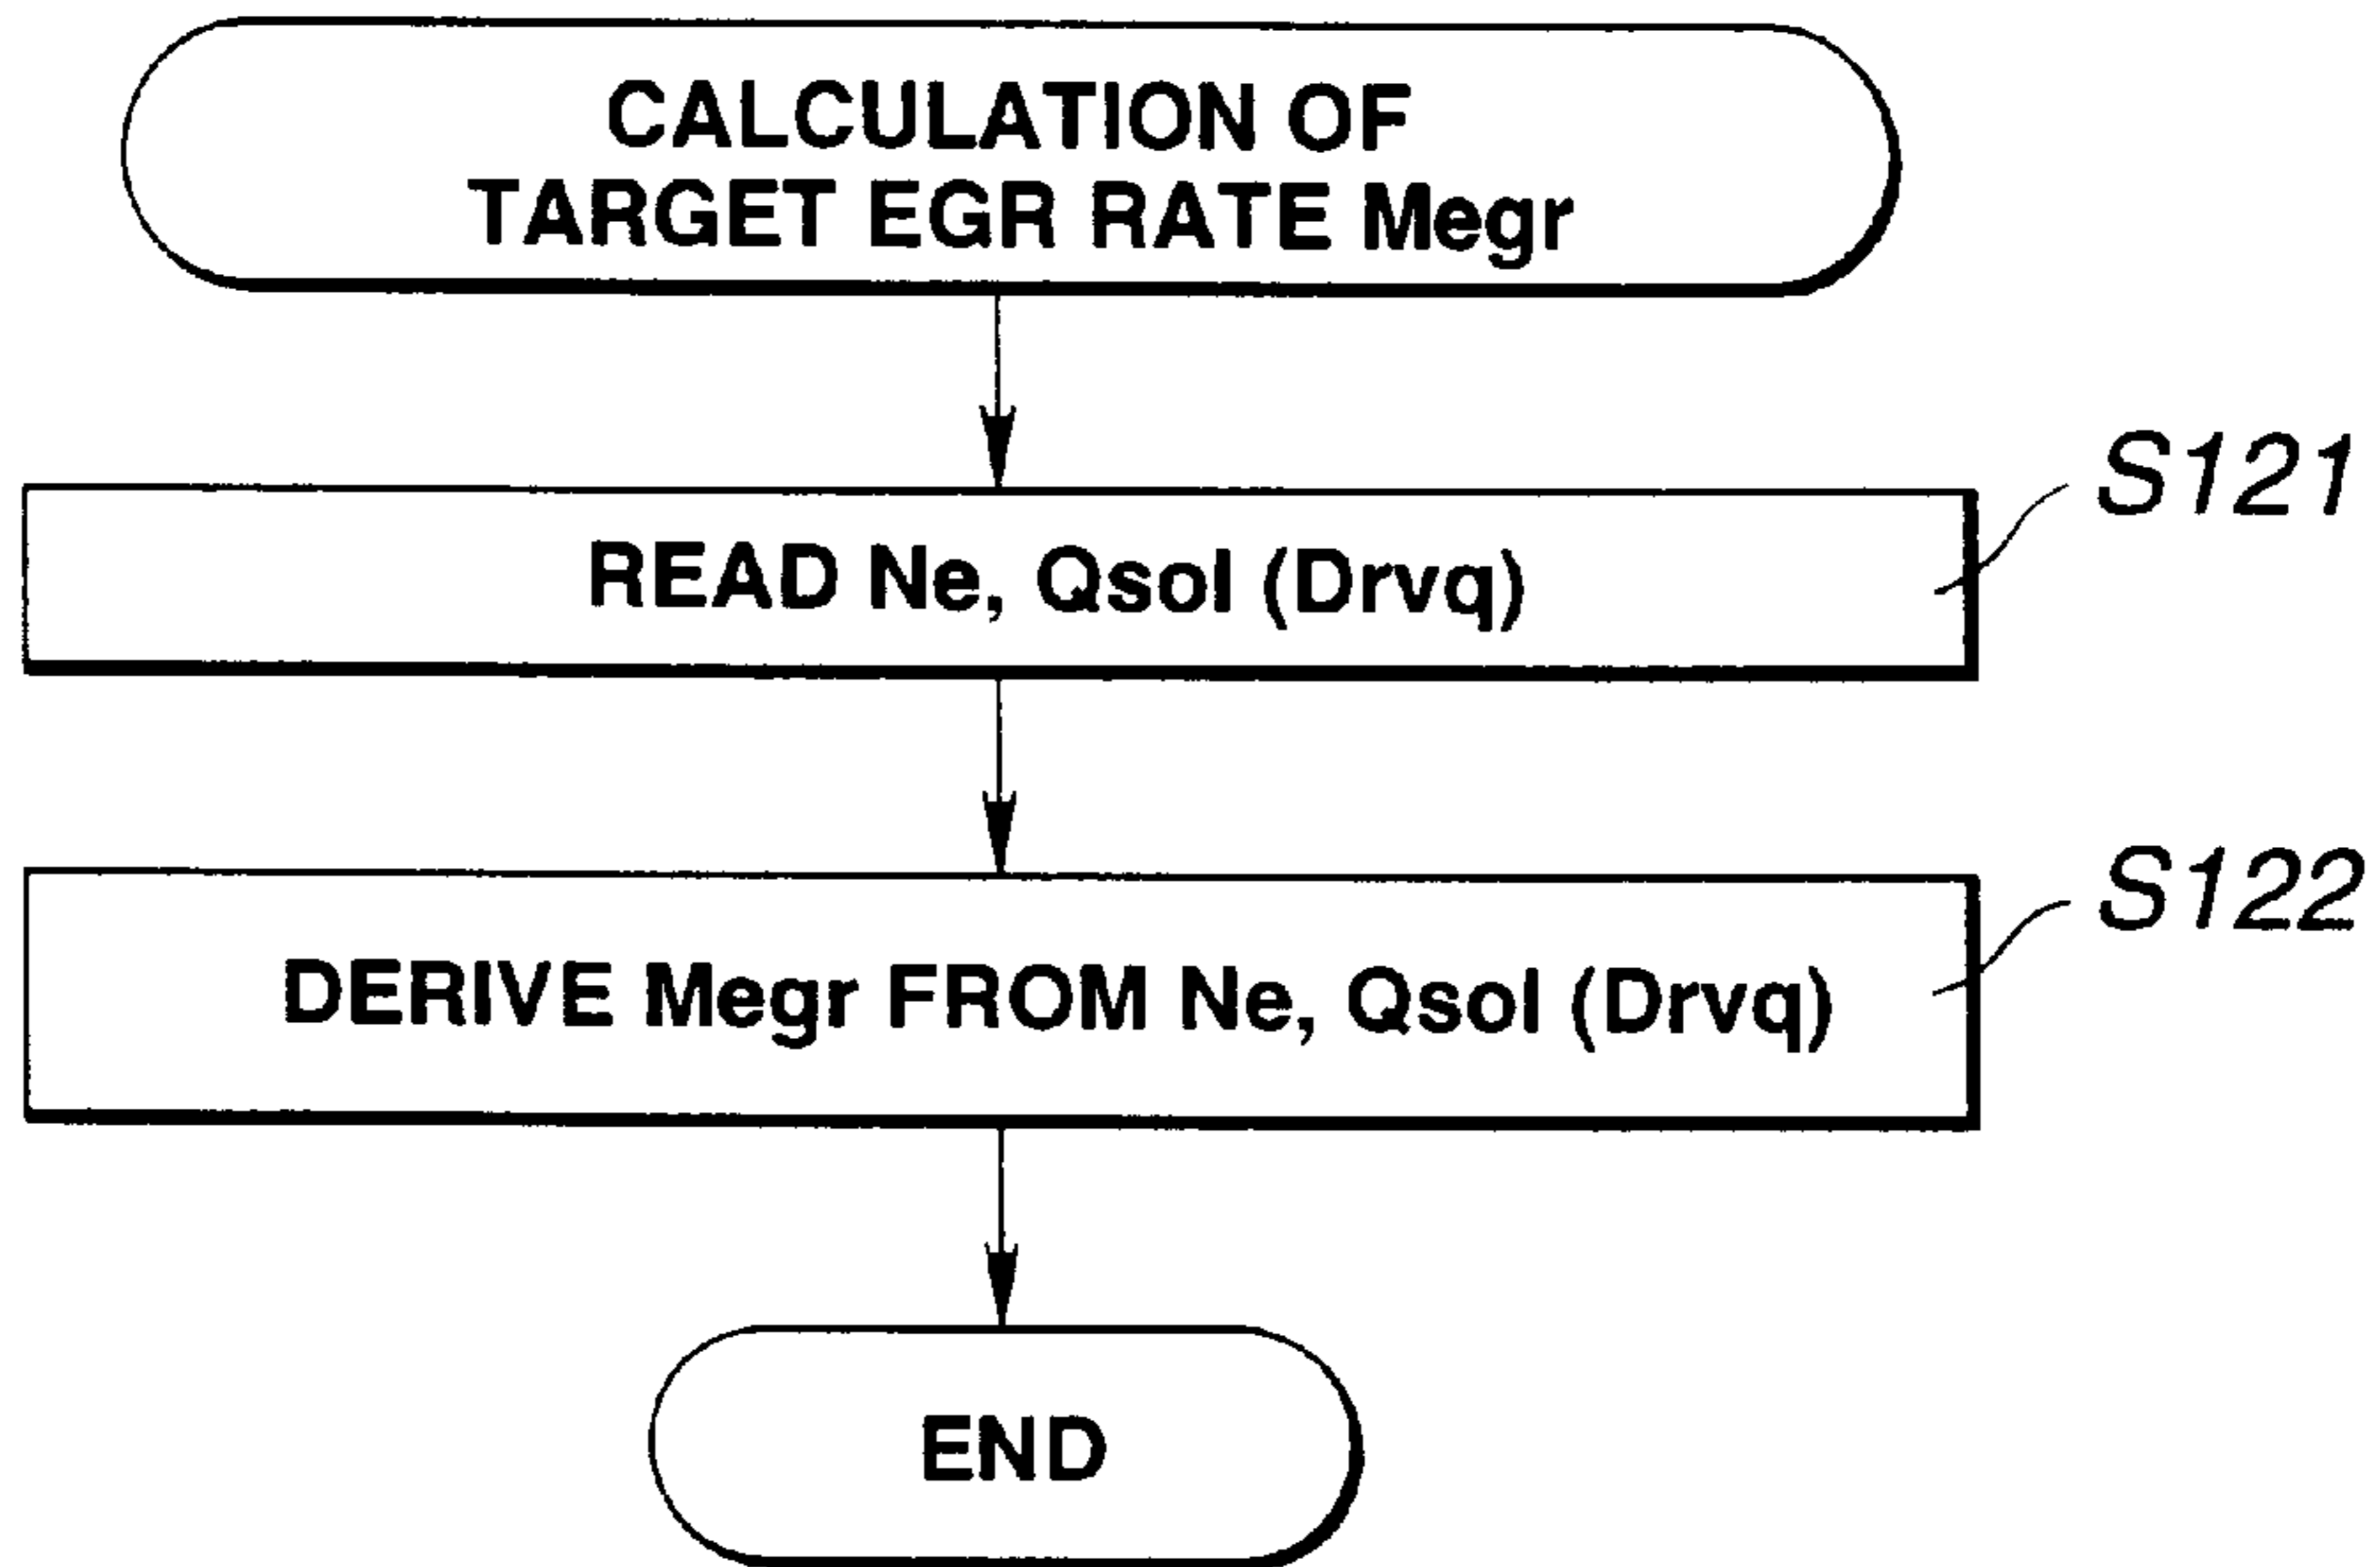 CALCULATION OF
TARGET EGR RATE Megr
S121
READ Ne, Qsol (Drvq)
S122
DERIVE Megr FROM Ne, Qsol (Drvq)
END